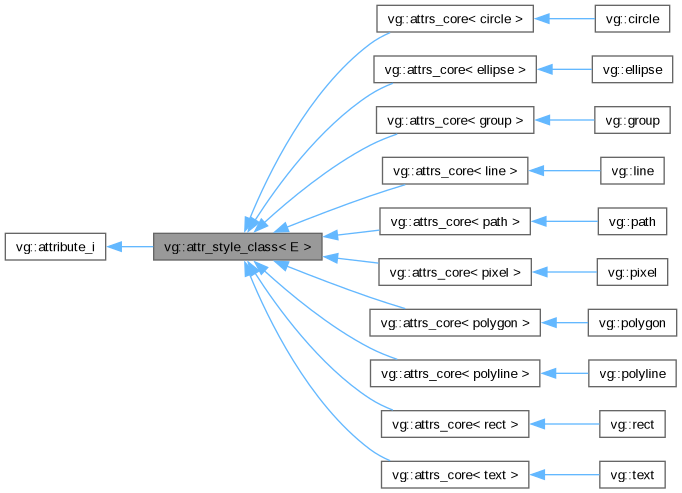 vg::attrs_core< circle >
vg::circle
vg::attrs_core< ellipse >
vg::ellipse
vg::attrs_core< group >
vg::group
vg::attrs_core< line >
vg::line
vg::attrs_core< path >
vg::path
vg::attribute_i
vg::attr_style_class< E >
vg::attrs_core< pixel >
vg::pixel
vg::attrs_core< polygon >
vg::polygon
vg::attrs_core< polyline >
vg::polyline
vg::attrs_core< rect >
vg::rect
vg::attrs_core< text >
vg::text